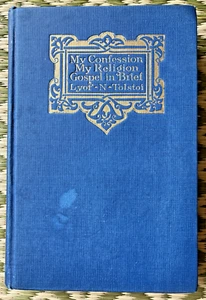 My Confession
My Religion
Gospel in Brief
Lyof·N·Tolstoi